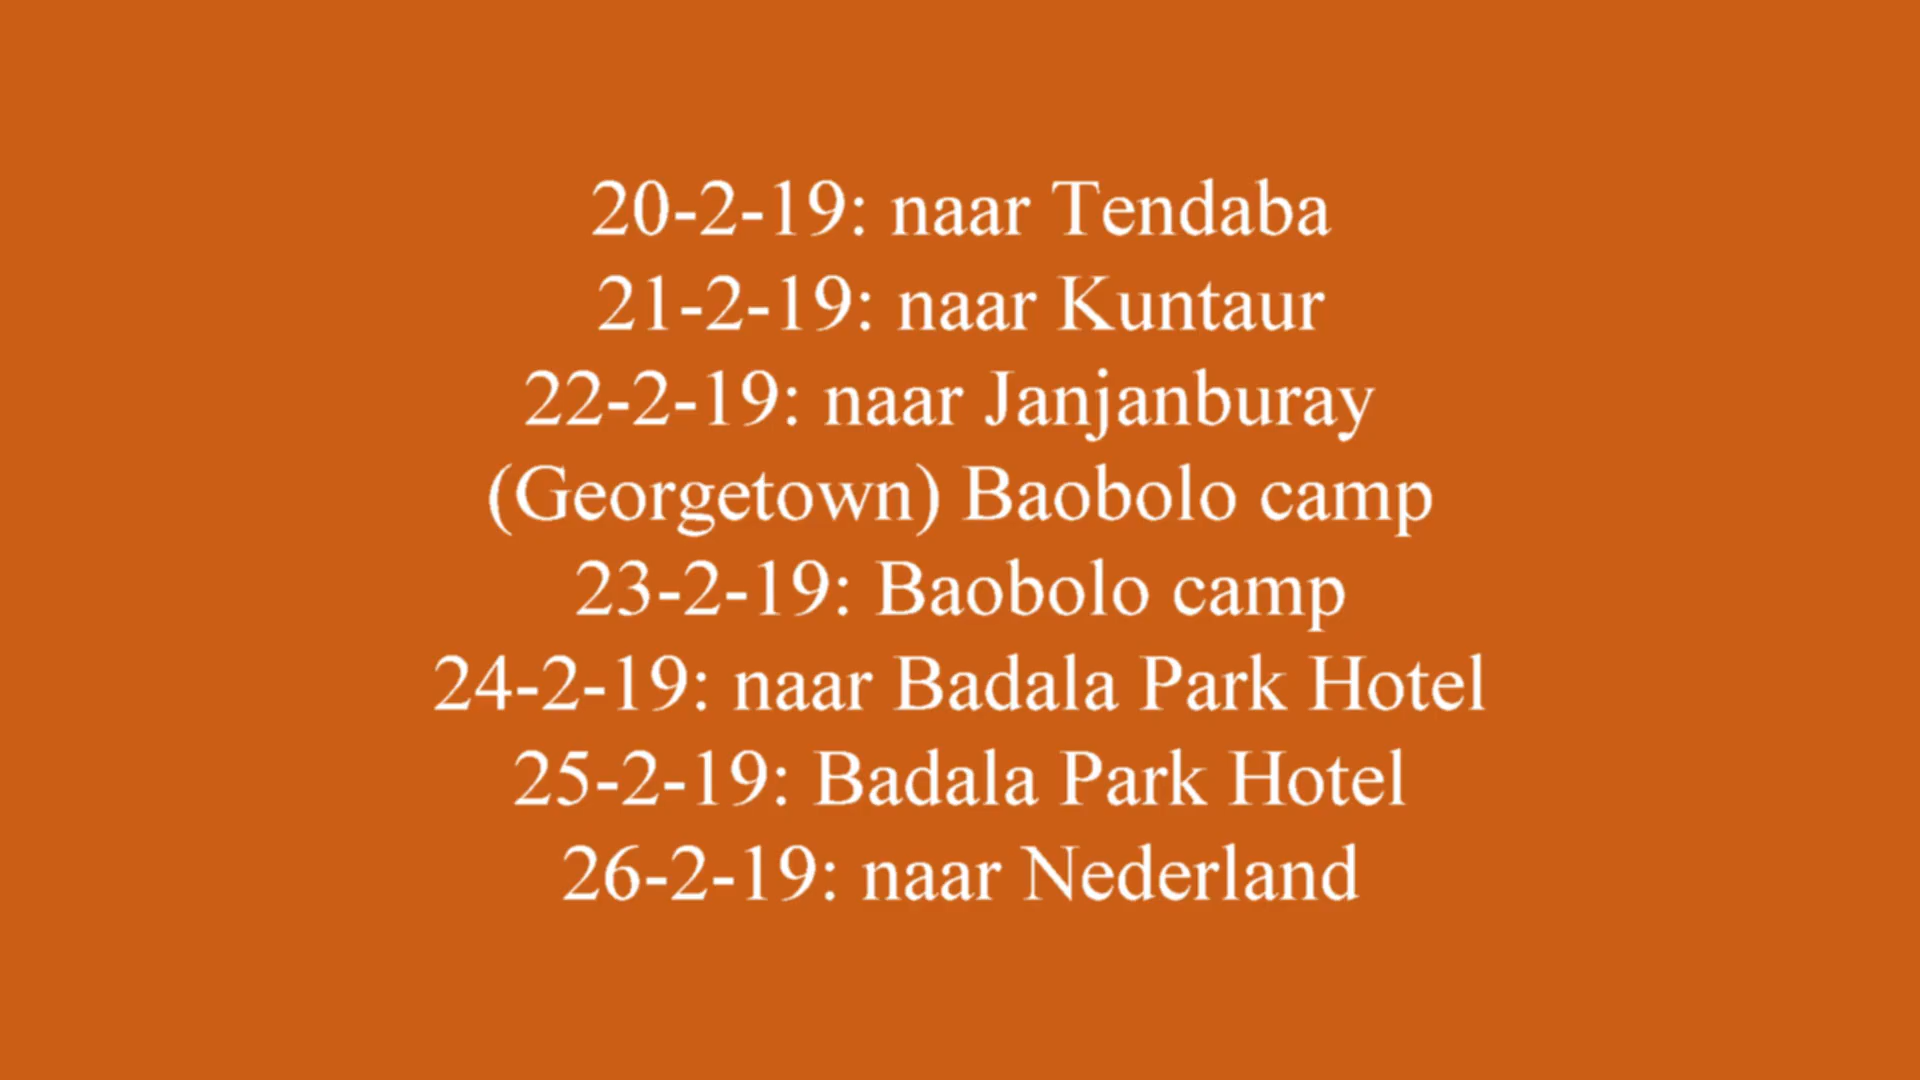 20-2-19: naar Tendaba
21-2-19: naar Kuntaur
22-2-19: naar Janjanburay
(Georgetown) Baobolo camp
23-2-19: Baobolo camp
24-2-19: naar Badala Park Hotel
25-2-19: Badala Park Hotel
26-2-19: naar Nederland